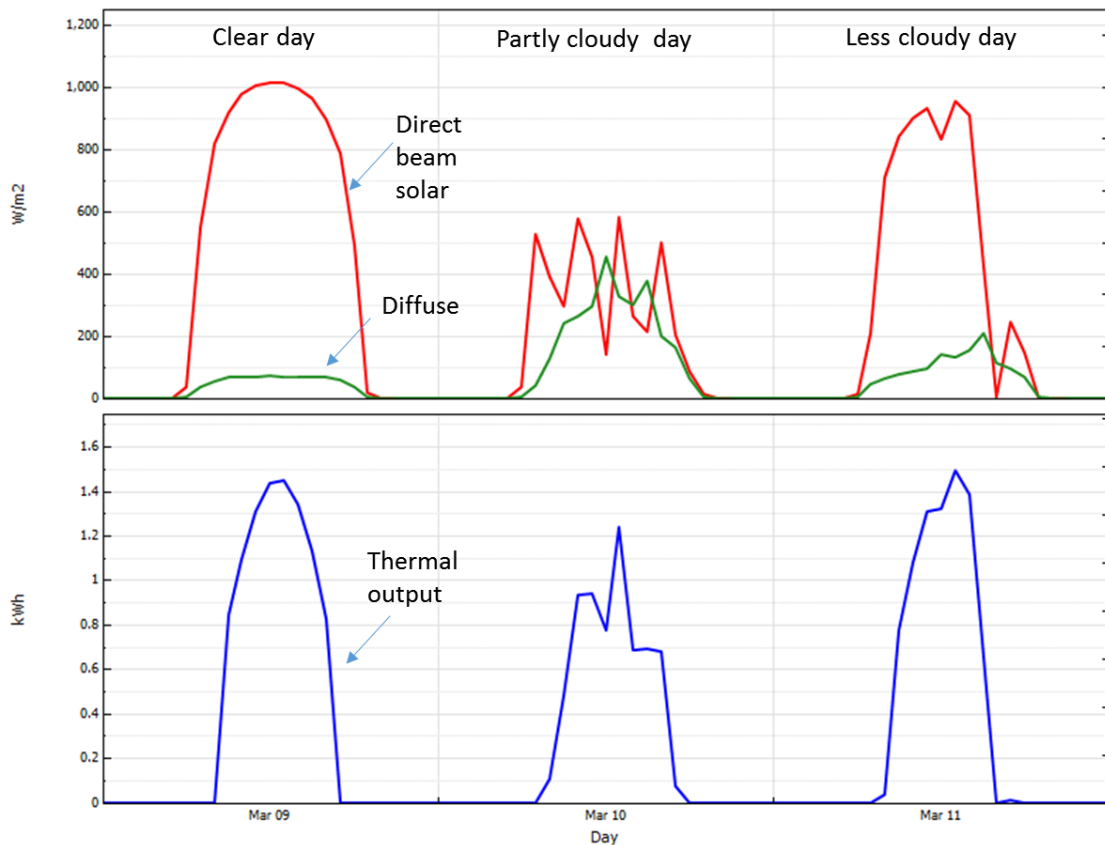 Clear day
Partly cloudy day
Less cloudy day
1,200
1,000
800
600
400
200
0
W/m2
Direct
beam
solar
Diffuse
1.6
1.4
1.2
1
0.8
0.6
0.4
0.2
0
kWh
Thermal
output
Mar 09
Mar 10
Mar 11
Day